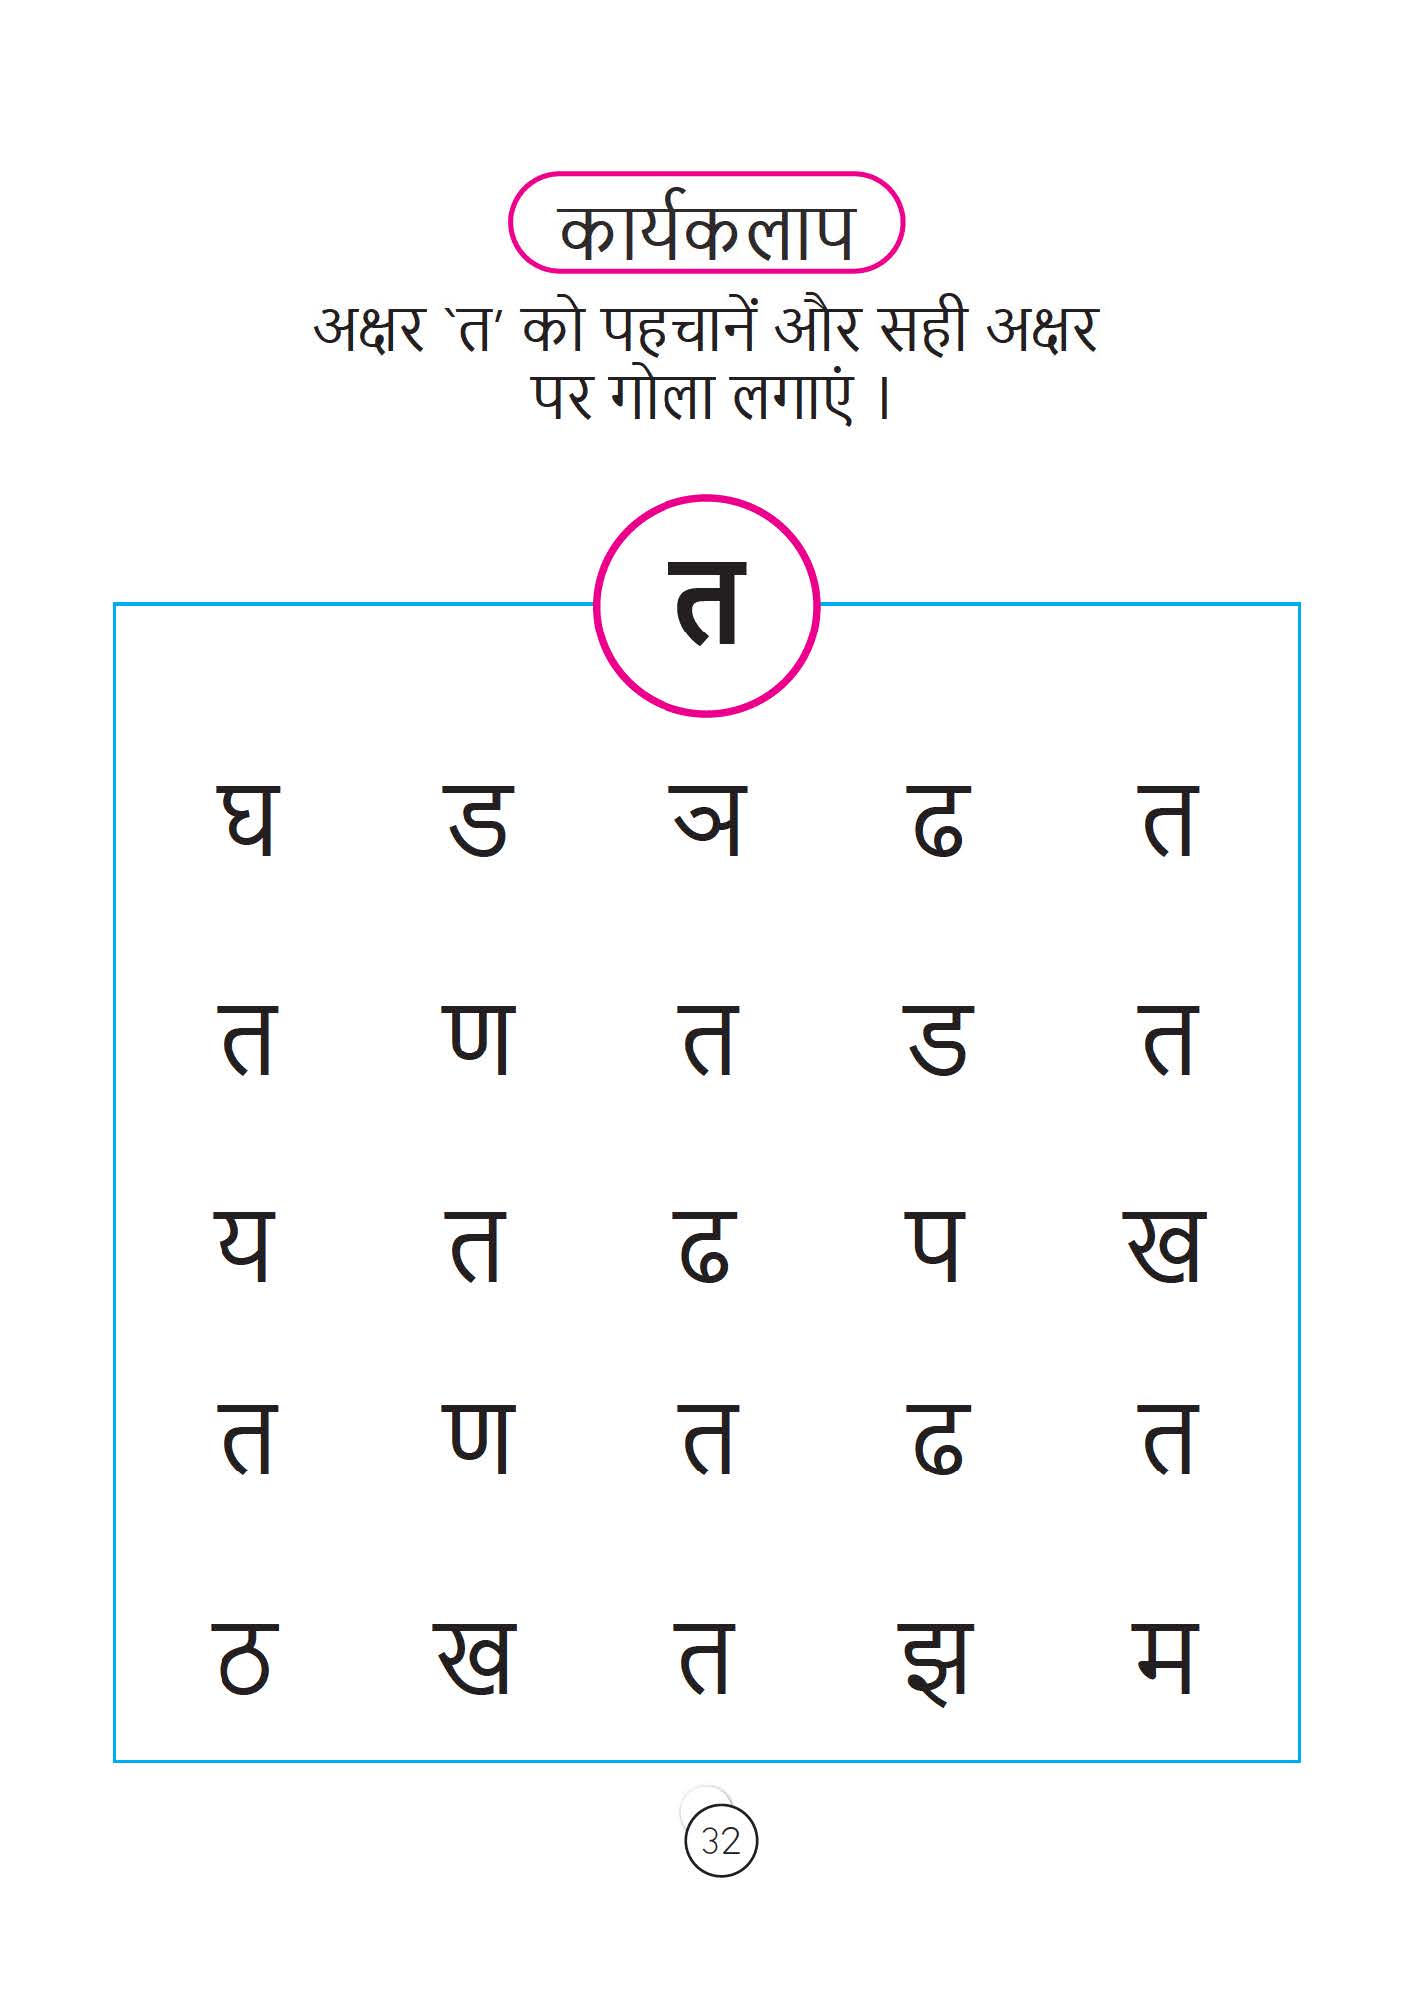 कार्यकलाप
अक्षर `त’ को पहचानें और सही अक्षर
पर गोला लगाएं ।
त
घ ड ञ ढ त
त ण त ड त
य त ढ प ख
त ण त ढ त
ठ ख त झ म
32